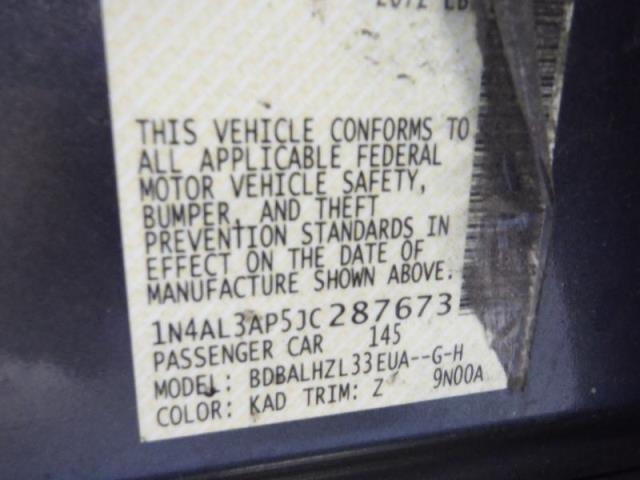 THIS VEHICLE CONFORMS TO
ALL APPLICABLE FEDERAL
MOTOR VEHICLE SAFETY,
BUMPER, AND THEFT
PREVENTION STANDARDS IN
EFFECT ON THE DATE OF
MANUFACTURE SHOWN ABOVE.
1N4AL3AP5JC287673
PASSENGER CAR 145
MODEL: BDBALHZL33EUA--G-H
COLOR: KAD TRIM: Z 9N00A